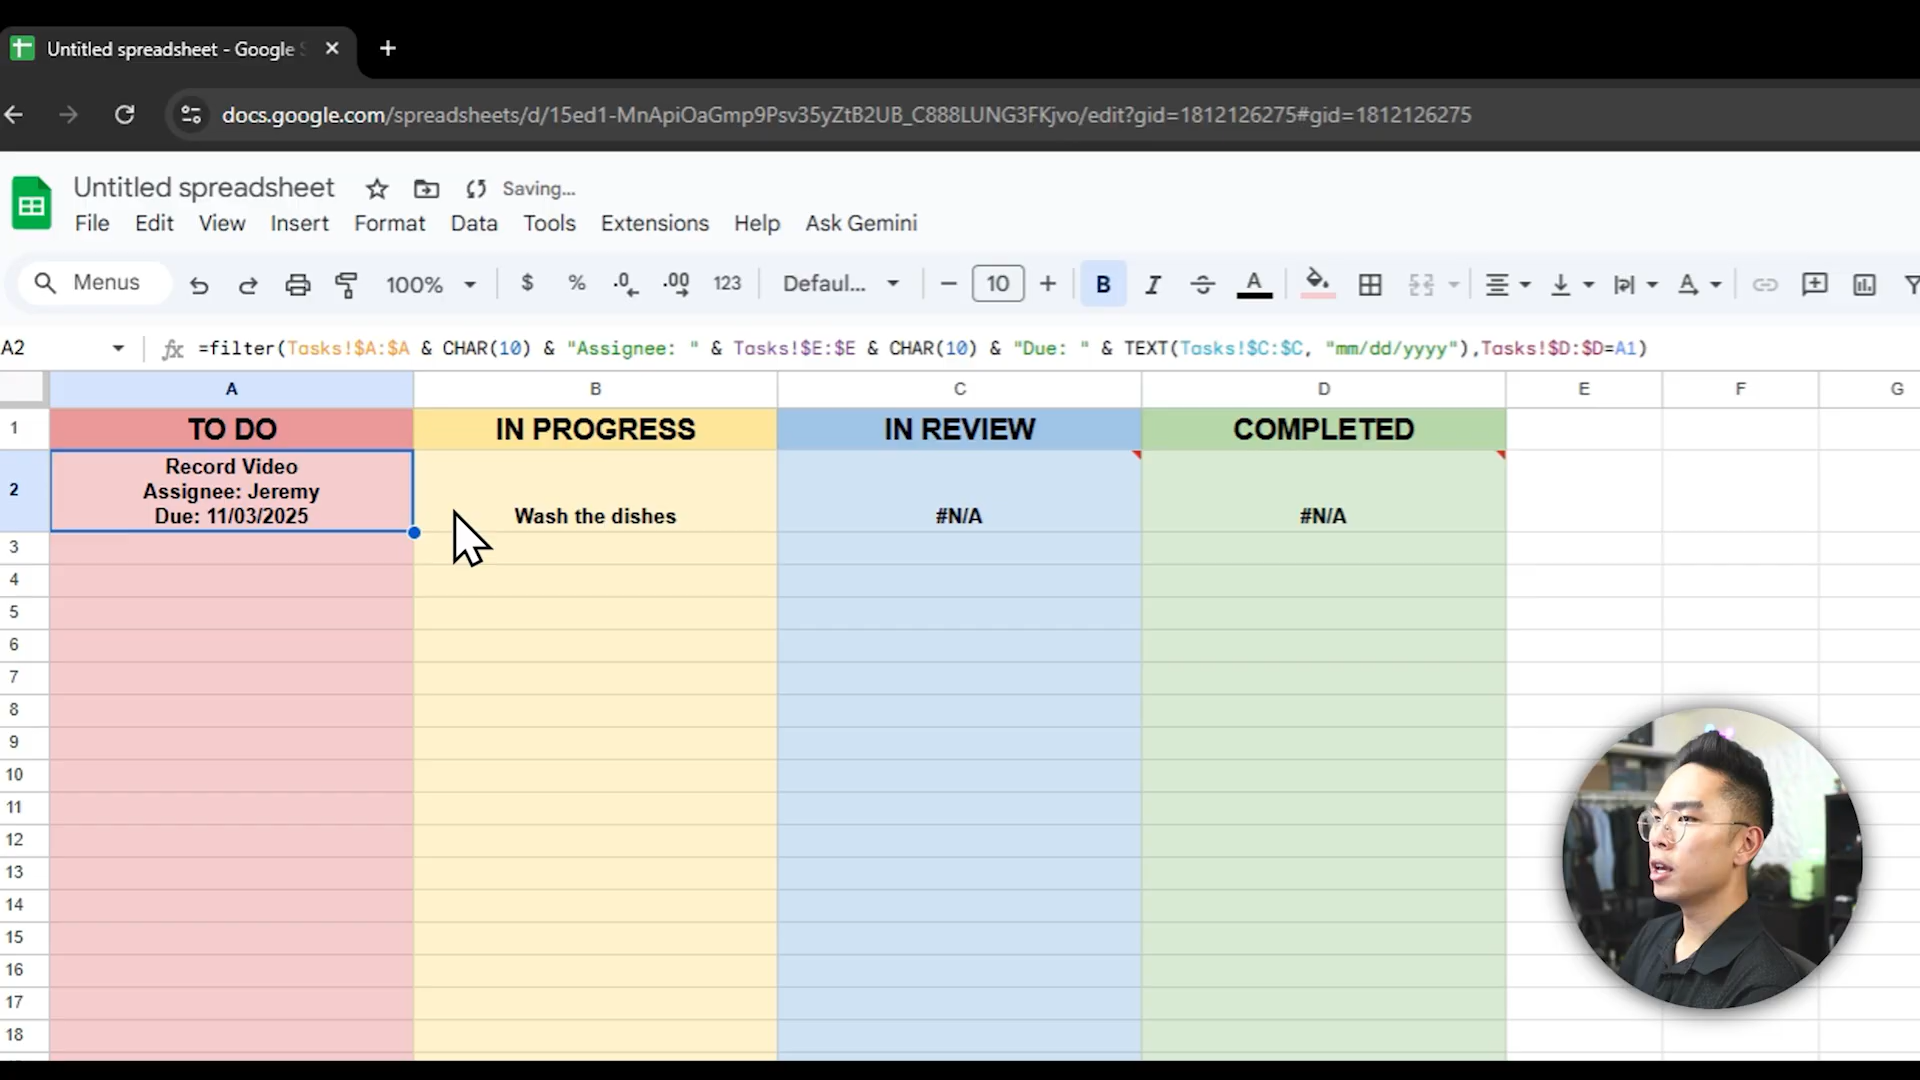 Untitled spreadsheet - Google S
docs.google.com/spreadsheets/d/15ed1-MnApiOaGmp9Psv35yZtB2UB_C888LUNG3FKjvo/edit?gid=1812126275#gid=1812126275
Untitled spreadsheet Saving...
File Edit View Insert Format Data Tools Extensions Help Ask Gemini
Menus 100% $ % .0 .00 123 Defaul... 10 B I A A
A2 fx =filter(Tasks!$A:$A & CHAR(10) & "Assignee: " & Tasks!$E:$E & CHAR(10) & "Due: " & TEXT(Tasks!$C:$C, "mm/dd/yyyy"),Tasks!$D:$D=A1)
A B C D E F G
1 TO DO IN PROGRESS IN REVIEW COMPLETED
Record Video
2 Assignee: Jeremy
Due: 11/03/2025 Wash the dishes #N/A #N/A
3
4
5
6
7
8
9
10
11
12
13
14
15
16
17
18